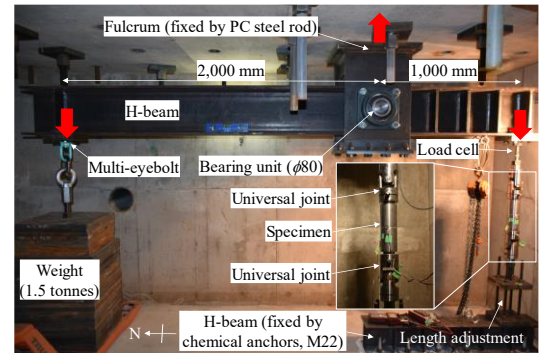 Fulcrum (fixed by PC steel rod)
2,000 mm
1,000 mm
H-beam
Load cell
Multi-eyebolt
Bearing unit (ϕ80)
Universal joint
Specimen
Universal joint
Weight
(1.5 tonnes)
N
H-beam (fixed by
chemical anchors, M22)
Length adjustment